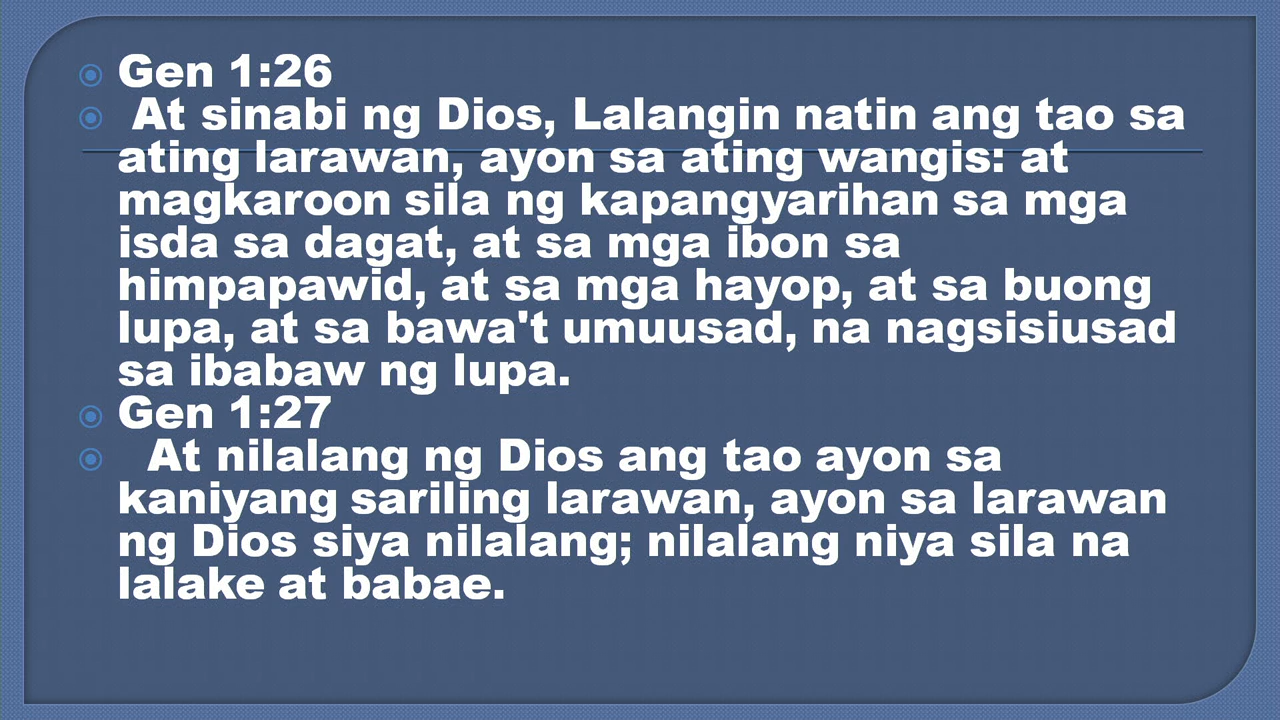 Gen 1:26
At sinabi ng Dios, Lalangin natin ang tao sa
ating larawan, ayon sa ating wangis: at
magkaroon sila ng kapangyarihan sa mga
isda sa dagat, at sa mga ibon sa
himpapawid, at sa mga hayop, at sa buong
lupa, at sa bawa't umuusad, na nagsisiusad
sa ibabaw ng lupa.
Gen 1:27
At nilalang ng Dios ang tao ayon sa
kaniyang sariling larawan, ayon sa larawan
ng Dios siya nilalang; nilalang niya sila na
lalake at babae.